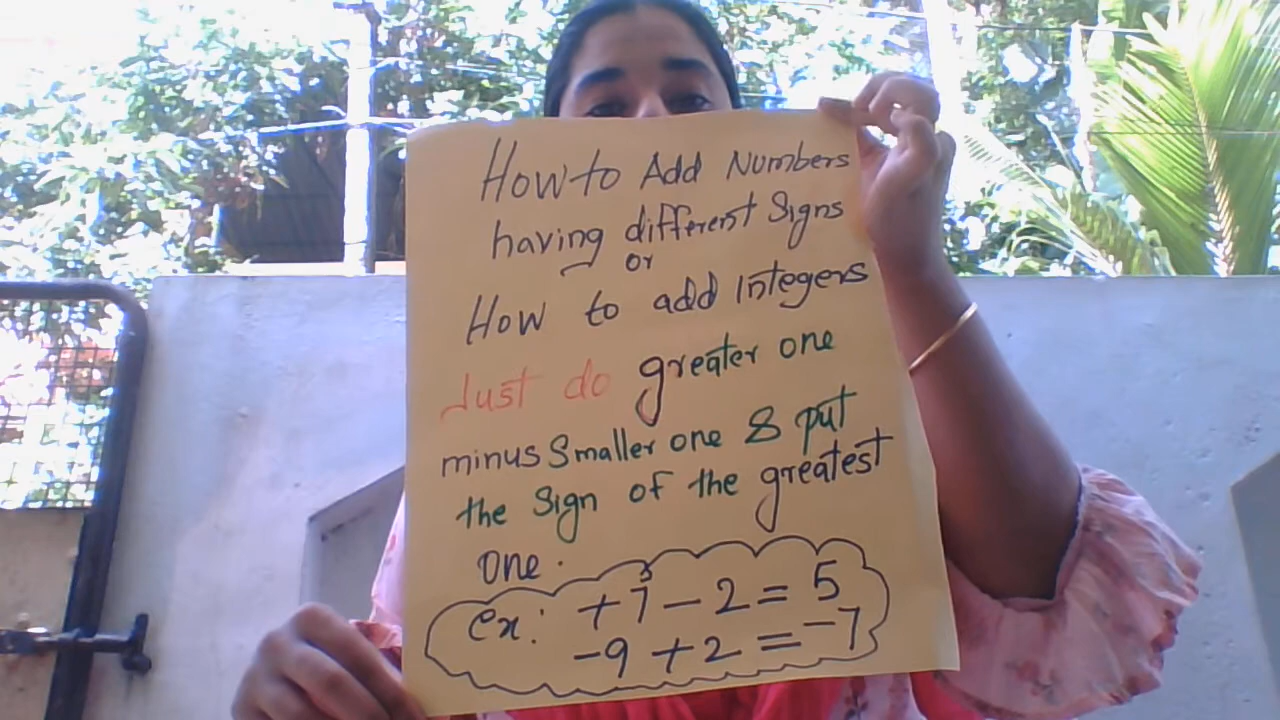 How to Add Numbers
having different Signs
or
How to add Integers
Just do greater one
minus Smaller one & put
the Sign of the greatest
one.
ex: +7-2=5
-9+2=-7